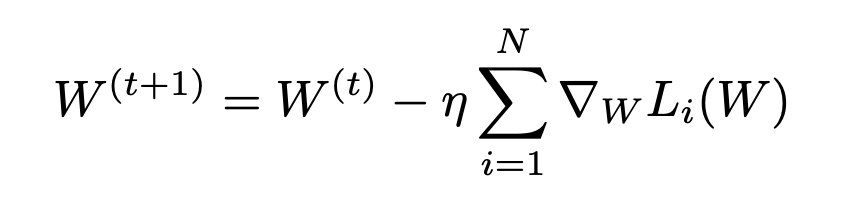 W^{(t+1)} = W^{(t)} - \eta \sum_{i=1}^{N} \nabla_W L_i(W)